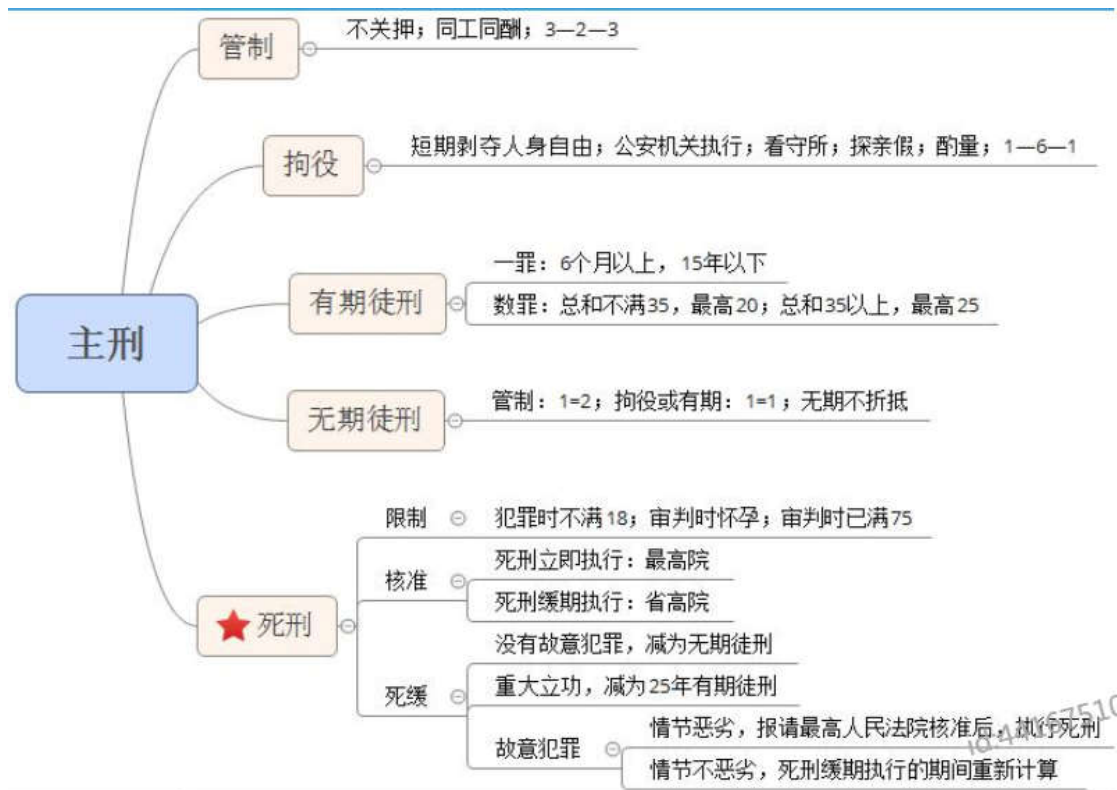 管制
不关押；同工同酬；3—2—3
拘役
短期剥夺人身自由；公安机关执行；看守所；探亲假；酌量；1—6—1
主刑
有期徒刑
一罪：6个月以上，15年以下
数罪：总和不满35，最高20；总和35以上，最高25
无期徒刑
管制：1=2；拘役或有期：1=1；无期不折抵
死刑
限制
犯罪时不满18；审判时怀孕；审判时已满75
核准
死刑立即执行：最高院
死刑缓期执行：省高院
死缓
没有故意犯罪，减为无期徒刑
重大立功，减为25年有期徒刑
故意犯罪
情节恶劣，报请最高人民法院核准后，执行死刑
情节不恶劣，死刑缓期执行的期间重新计算